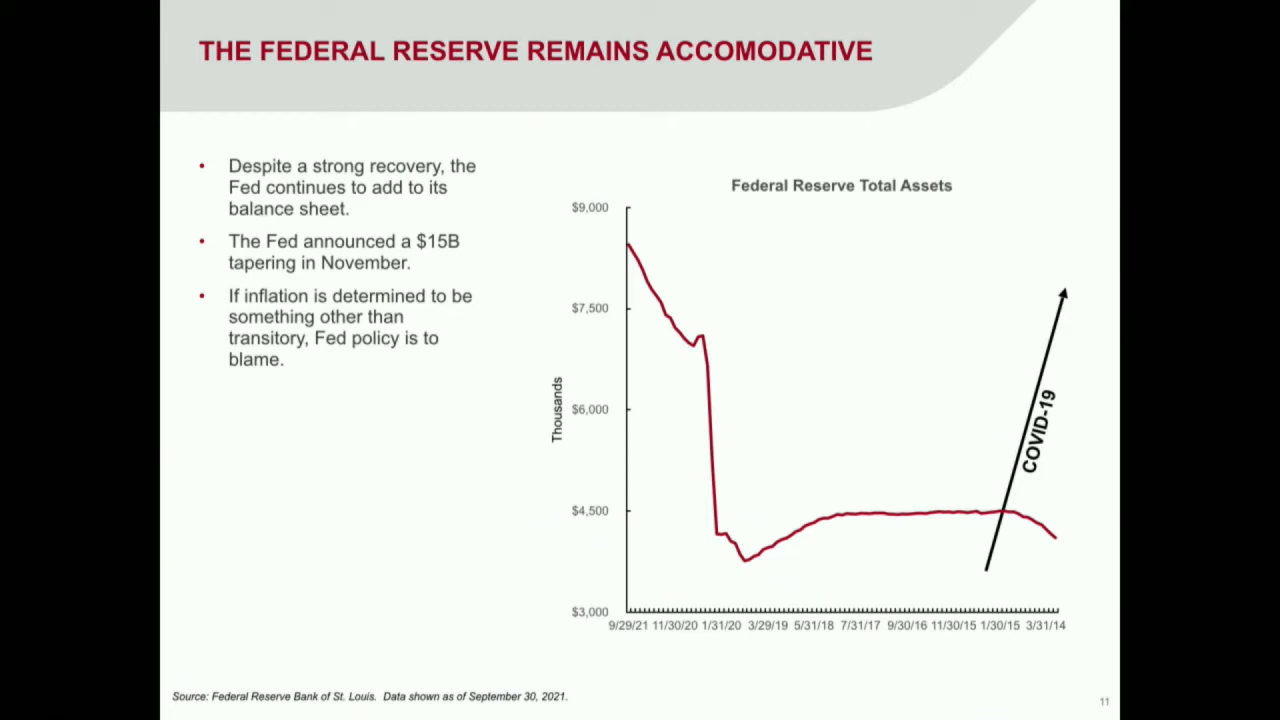 THE FEDERAL RESERVE REMAINS ACCOMODATIVE
• Despite a strong recovery, the
Fed continues to add to its
balance sheet.
• The Fed announced a $15B
tapering in November.
• If inflation is determined to be
something other than
transitory, Fed policy is to
blame.
Federal Reserve Total Assets
Thousands
$9,000
$7,500
$6,000
$4,500
$3,000
COVID-19
9/29/21 11/30/20 1/31/20 3/29/19 5/31/18 7/31/17 9/30/16 11/30/15 1/30/15 3/31/14
Source: Federal Reserve Bank of St. Louis. Data shown as of September 30, 2021.
11